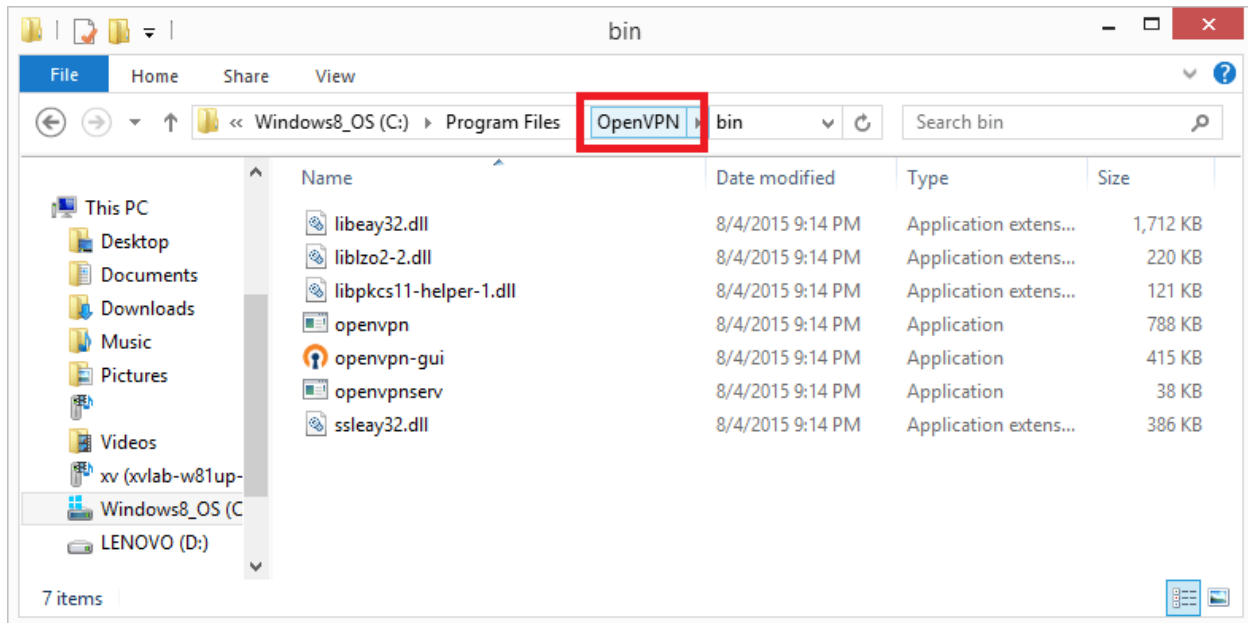 bin
File Home Share View
« Windows8_OS (C:) Program Files OpenVPN bin Search bin
Name Date modified Type Size
This PC
Desktop
Documents
Downloads
Music
Pictures
Videos
xv (xvlab-w81up-
Windows8_OS (C
LENOVO (D:)
libeay32.dll 8/4/2015 9:14 PM Application extens... 1,712 KB
liblzo2-2.dll 8/4/2015 9:14 PM Application extens... 220 KB
libpkcs11-helper-1.dll 8/4/2015 9:14 PM Application extens... 121 KB
openvpn 8/4/2015 9:14 PM Application 788 KB
openvpn-gui 8/4/2015 9:14 PM Application 415 KB
openvpnserv 8/4/2015 9:14 PM Application 38 KB
ssleay32.dll 8/4/2015 9:14 PM Application extens... 386 KB
7 items